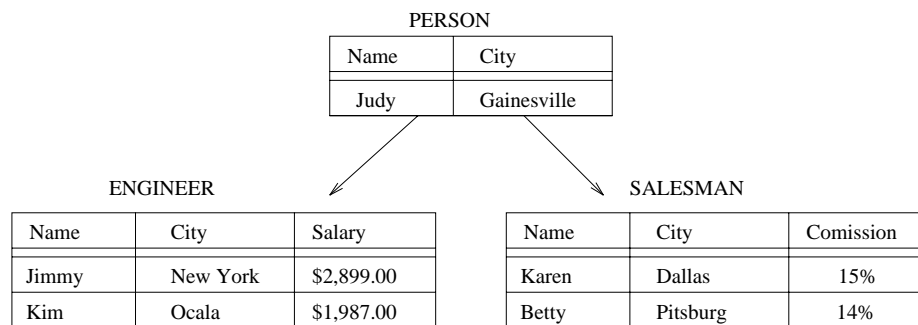 PERSON
Name City
Judy Gainesville
ENGINEER SALESMAN
Name City Salary Name City Comission
Jimmy New York $2,899.00 Karen Dallas 15%
Kim Ocala $1,987.00 Betty Pitsburg 14%